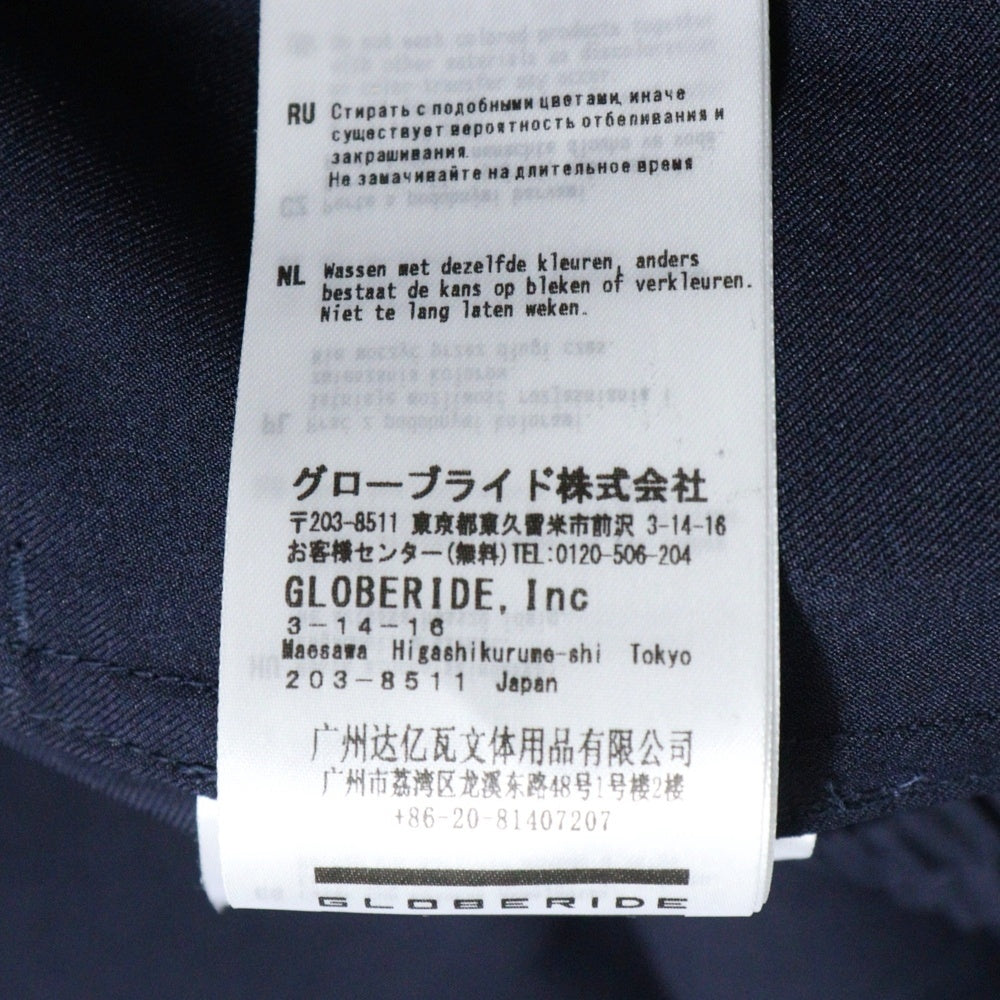 RU Стирать с подобными цветами, иначе
существует вероятность отбеливания и
закрашивания.
Не замачивайте на длительное время
NL Wassen met dezelfde kleuren, anders
bestaat de kans op bleken of verkleuren.
Niet te lang laten weken.
グローブライド株式会社
〒203-8511 東京都東久留米市前沢 3-14-16
お客様センター(無料)TEL:0120-506-204
GLOBERIDE, Inc
3-14-16
Maesawa Higashikurume-shi Tokyo
203-8511 Japan
广州达亿瓦文体用品有限公司
广州市荔湾区龙溪东路48号1号楼2楼
+86-20-81407207
GLOBERIDE